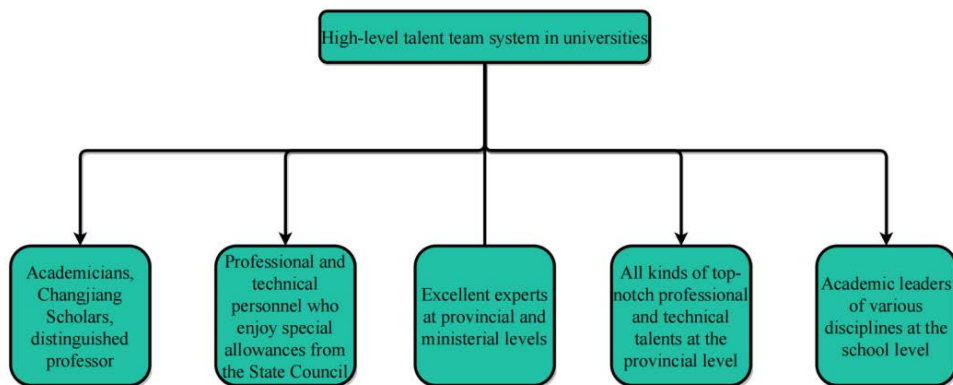 High-level talent team system in universities
Academicians,
Changjiang
Scholars,
distinguished
professor
Professional and
technical
personnel who
enjoy special
allowances from
the State Council
Excellent experts
at provincial and
ministerial levels
All kinds of top-
notch professional
and technical
talents at the
provincial level
Academic leaders
of various
disciplines at the
school level